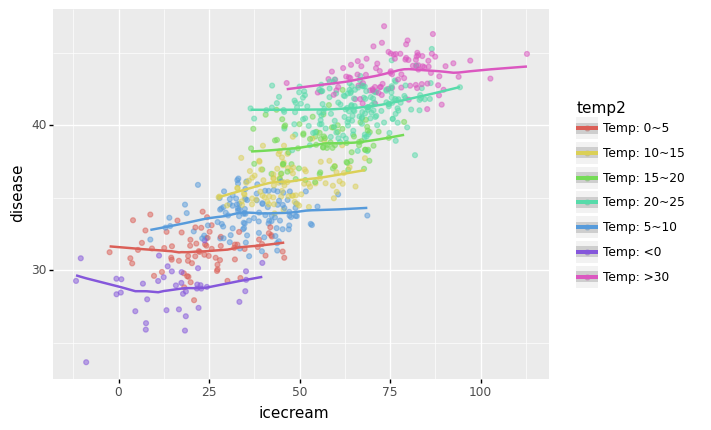 temp2
Temp: 0~5
Temp: 10~15
Temp: 15~20
Temp: 20~25
Temp: 5~10
Temp: <0
Temp: >30
disease
40
30
0
25
50
75
100
icecream